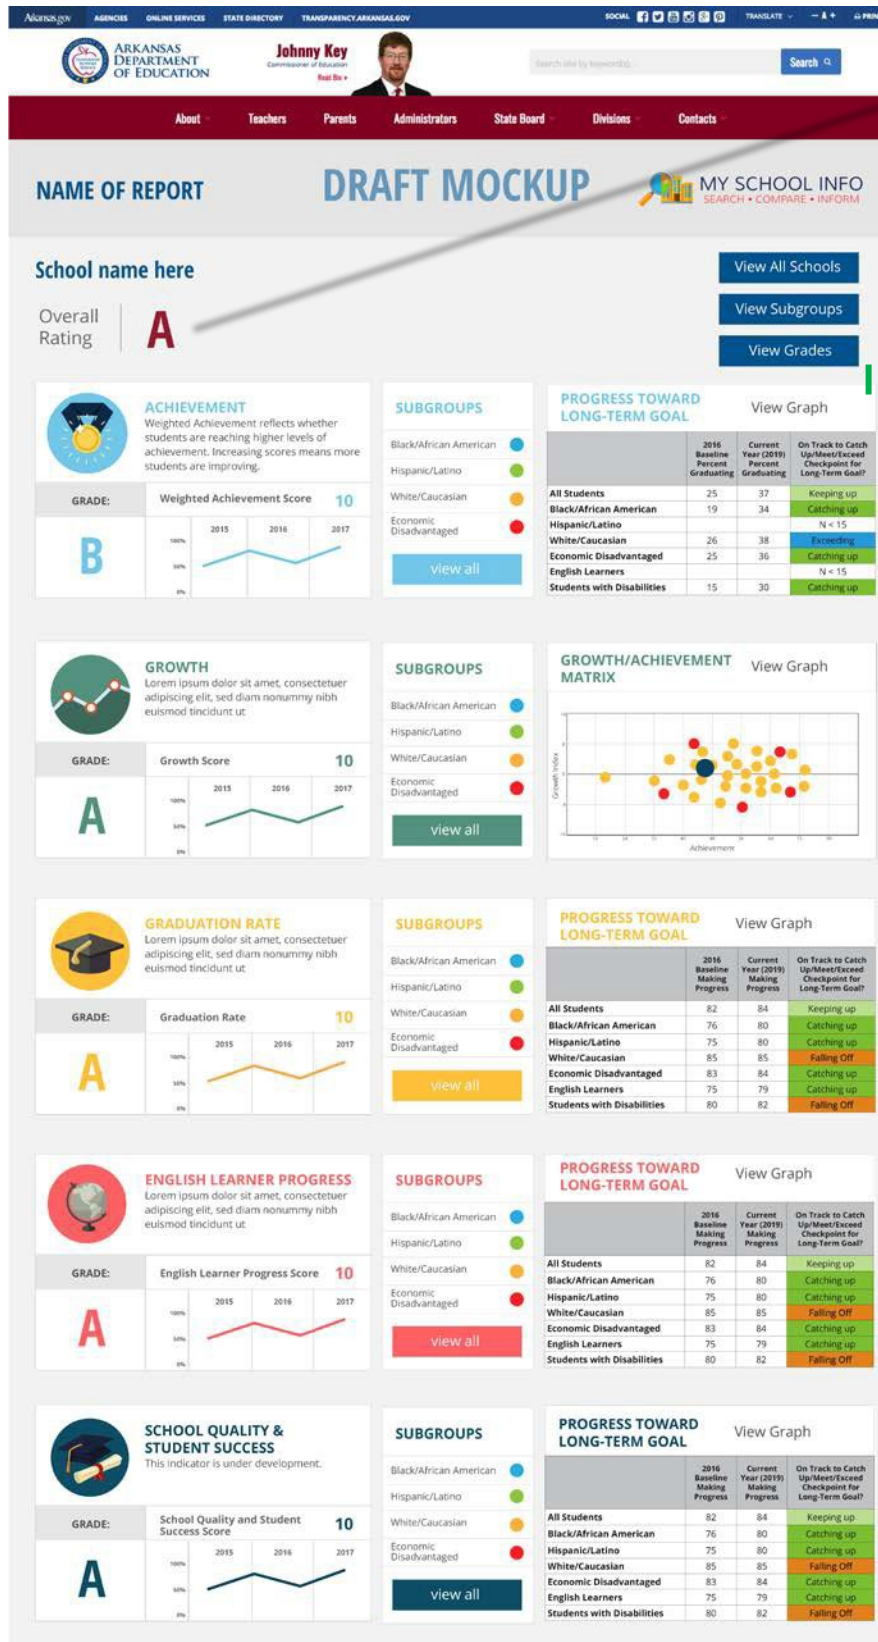 Arkansas.gov AGENCIES ONLINE SERVICES STATE DIRECTORY TRANSPARENCY.ARKANSAS.GOV SOCIAL TRANSLATE - A + PRIN
ARKANSAS
DEPARTMENT
OF EDUCATION
Johnny Key
Commissioner of Education
Read Bio +
Search site by keyword(s)...
Search
About Teachers Parents Administrators State Board Divisions Contacts
NAME OF REPORT
DRAFT MOCKUP
MY SCHOOL INFO
SEARCH • COMPARE • INFORM
School name here
Overall
Rating
A
View All Schools
View Subgroups
View Grades
ACHIEVEMENT
Weighted Achievement reflects whether
students are reaching higher levels of
achievement. Increasing scores means more
students are improving.
GRADE:
B
Weighted Achievement Score 10
2015 2016 2017
100%
50%
0%
SUBGROUPS
Black/African American
Hispanic/Latino
White/Caucasian
Economic
Disadvantaged
view all
PROGRESS TOWARD
LONG-TERM GOAL
View Graph
2016 Current On Track to Catch
Baseline Year (2019) Up/Meet/Exceed
Percent Percent Checkpoint for
Graduating Graduating Long-Term Goal?
All Students 25 37 Keeping up
Black/African American 19 34 Catching up
Hispanic/Latino N < 15
White/Caucasian 26 38 Exceeding
Economic Disadvantaged 25 36 Catching up
English Learners N < 15
Students with Disabilities 15 30 Catching up
GROWTH
Lorem ipsum dolor sit amet, consectetuer
adipiscing elit, sed diam nonummy nibh
euismod tincidunt ut
GRADE:
A
Growth Score 10
2015 2016 2017
100%
50%
0%
SUBGROUPS
Black/African American
Hispanic/Latino
White/Caucasian
Economic
Disadvantaged
view all
GROWTH/ACHIEVEMENT
MATRIX
View Graph
Growth Index
Achievement
GRADUATION RATE
Lorem ipsum dolor sit amet, consectetuer
adipiscing elit, sed diam nonummy nibh
euismod tincidunt ut
GRADE:
A
Graduation Rate 10
2015 2016 2017
100%
50%
0%
SUBGROUPS
Black/African American
Hispanic/Latino
White/Caucasian
Economic
Disadvantaged
view all
PROGRESS TOWARD
LONG-TERM GOAL
View Graph
2016 Current On Track to Catch
Baseline Year (2019) Up/Meet/Exceed
Making Making Checkpoint for
Progress Progress Long-Term Goal?
All Students 82 84 Keeping up
Black/African American 76 80 Catching up
Hispanic/Latino 75 80 Catching up
White/Caucasian 85 85 Falling Off
Economic Disadvantaged 83 84 Catching up
English Learners 75 79 Catching up
Students with Disabilities 80 82 Falling Off
ENGLISH LEARNER PROGRESS
Lorem ipsum dolor sit amet, consectetuer
adipiscing elit, sed diam nonummy nibh
euismod tincidunt ut
GRADE:
A
English Learner Progress Score 10
2015 2016 2017
100%
50%
0%
SUBGROUPS
Black/African American
Hispanic/Latino
White/Caucasian
Economic
Disadvantaged
view all
PROGRESS TOWARD
LONG-TERM GOAL
View Graph
2016 Current On Track to Catch
Baseline Year (2019) Up/Meet/Exceed
Making Making Checkpoint for
Progress Progress Long-Term Goal?
All Students 82 84 Keeping up
Black/African American 76 80 Catching up
Hispanic/Latino 75 80 Catching up
White/Caucasian 85 85 Falling Off
Economic Disadvantaged 83 84 Catching up
English Learners 75 79 Catching up
Students with Disabilities 80 82 Falling Off
SCHOOL QUALITY &
STUDENT SUCCESS
This indicator is under development.
GRADE:
A
School Quality and Student
Success Score
10
2015 2016 2017
100%
50%
0%
SUBGROUPS
Black/African American
Hispanic/Latino
White/Caucasian
Economic
Disadvantaged
view all
PROGRESS TOWARD
LONG-TERM GOAL
View Graph
2016 Current On Track to Catch
Baseline Year (2019) Up/Meet/Exceed
Making Making Checkpoint for
Progress Progress Long-Term Goal?
All Students 82 84 Keeping up
Black/African American 76 80 Catching up
Hispanic/Latino 75 80 Catching up
White/Caucasian 85 85 Falling Off
Economic Disadvantaged 83 84 Catching up
English Learners 75 79 Catching up
Students with Disabilities 80 82 Falling Off